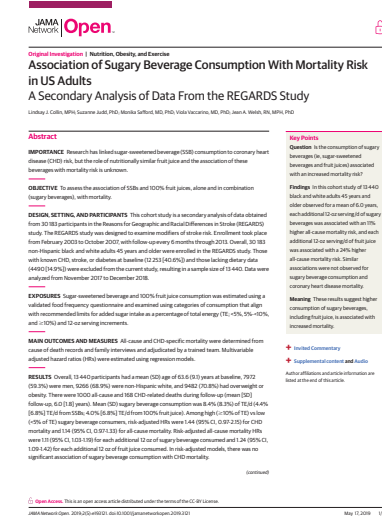 JAMA
Network | Open.
Original Investigation | Nutrition, Obesity, and Exercise
Association of Sugary Beverage Consumption With Mortality Risk
in US Adults
A Secondary Analysis of Data From the REGARDS Study
Lindsay J. Collin, MPH; Suzanne Judd, PhD; Monika Safford, MD, PhD; Viola Vaccarino, MD, PhD; Jean A. Welsh, RN, MPH, PhD
Abstract
IMPORTANCE Research has linked sugar-sweetened beverage (SSB) consumption to coronary heart
disease (CHD) risk, but the role of nutritionally similar fruit juice and the association of these
beverages with mortality risk is unknown.
OBJECTIVE To assess the association of SSBs and 100% fruit juices, alone and in combination
(sugary beverages), with mortality.
DESIGN, SETTING, AND PARTICIPANTS This cohort study is a secondary analysis of data obtained
from 30 183 participants in the Reasons for Geographic and Racial Differences in Stroke (REGARDS)
study. The REGARDS study was designed to examine modifiers of stroke risk. Enrollment took place
from February 2003 to October 2007, with follow-up every 6 months through 2013. Overall, 30 183
non-Hispanic black and white adults 45 years and older were enrolled in the REGARDS study. Those
with known CHD, stroke, or diabetes at baseline (12 253 [40.6%]) and those lacking dietary data
(4490 [14.9%]) were excluded from the current study, resulting in a sample size of 13 440. Data were
analyzed from November 2017 to December 2018.
EXPOSURES Sugar-sweetened beverage and 100% fruit juice consumption was estimated using a
validated food frequency questionnaire and examined using categories of consumption that align
with recommended limits for added sugar intake as a percentage of total energy (TE; <5%, 5%-<10%,
and ≥10%) and 12-oz serving increments.
MAIN OUTCOMES AND MEASURES All-cause and CHD-specific mortality were determined from
cause of death records and family interviews and adjudicated by a trained team. Multivariable
adjusted hazard ratios (HRs) were estimated using regression models.
RESULTS Overall, 13 440 participants had a mean (SD) age of 63.6 (9.1) years at baseline, 7972
(59.3%) were men, 9266 (68.9%) were non-Hispanic white, and 9482 (70.8%) had overweight or
obesity. There were 1000 all-cause and 168 CHD-related deaths during follow-up (mean [SD]
follow-up, 6.0 [1.8] years). Mean (SD) sugary beverage consumption was 8.4% (8.3%) of TE/d (4.4%
[6.8%] TE/d from SSBs; 4.0% [6.8%] TE/d from 100% fruit juice). Among high (≥10% of TE) vs low
(<5% of TE) sugary beverage consumers, risk-adjusted HRs were 1.44 (95% CI, 0.97-2.15) for CHD
mortality and 1.14 (95% CI, 0.97-1.33) for all-cause mortality. Risk-adjusted all-cause mortality HRs
were 1.11 (95% CI, 1.03-1.19) for each additional 12 oz of sugary beverage consumed and 1.24 (95% CI,
1.09-1.42) for each additional 12 oz of fruit juice consumed. In risk-adjusted models, there was no
significant association of sugary beverage consumption with CHD mortality.
(continued)
Key Points
Question Is the consumption of sugary
beverages (ie, sugar-sweetened
beverages and fruit juices) associated
with an increased mortality risk?
Findings In this cohort study of 13 440
black and white adults 45 years and
older observed for a mean of 6.0 years,
each additional 12-oz serving/d of sugary
beverages was associated with an 11%
higher all-cause mortality risk, and each
additional 12-oz serving/d of fruit juice
was associated with a 24% higher
all-cause mortality risk. Similar
associations were not observed for
sugary beverage consumption and
coronary heart disease mortality.
Meaning These results suggest higher
consumption of sugary beverages,
including fruit juice, is associated with
increased mortality.
+ Invited Commentary
+ Supplemental content and Audio
Author affiliations and article information are
listed at the end of this article.
Open Access. This is an open access article distributed under the terms of the CC-BY License.
JAMA Network Open. 2019;2(5):e193121. doi:10.1001/jamanetworkopen.2019.3121
May 17, 2019